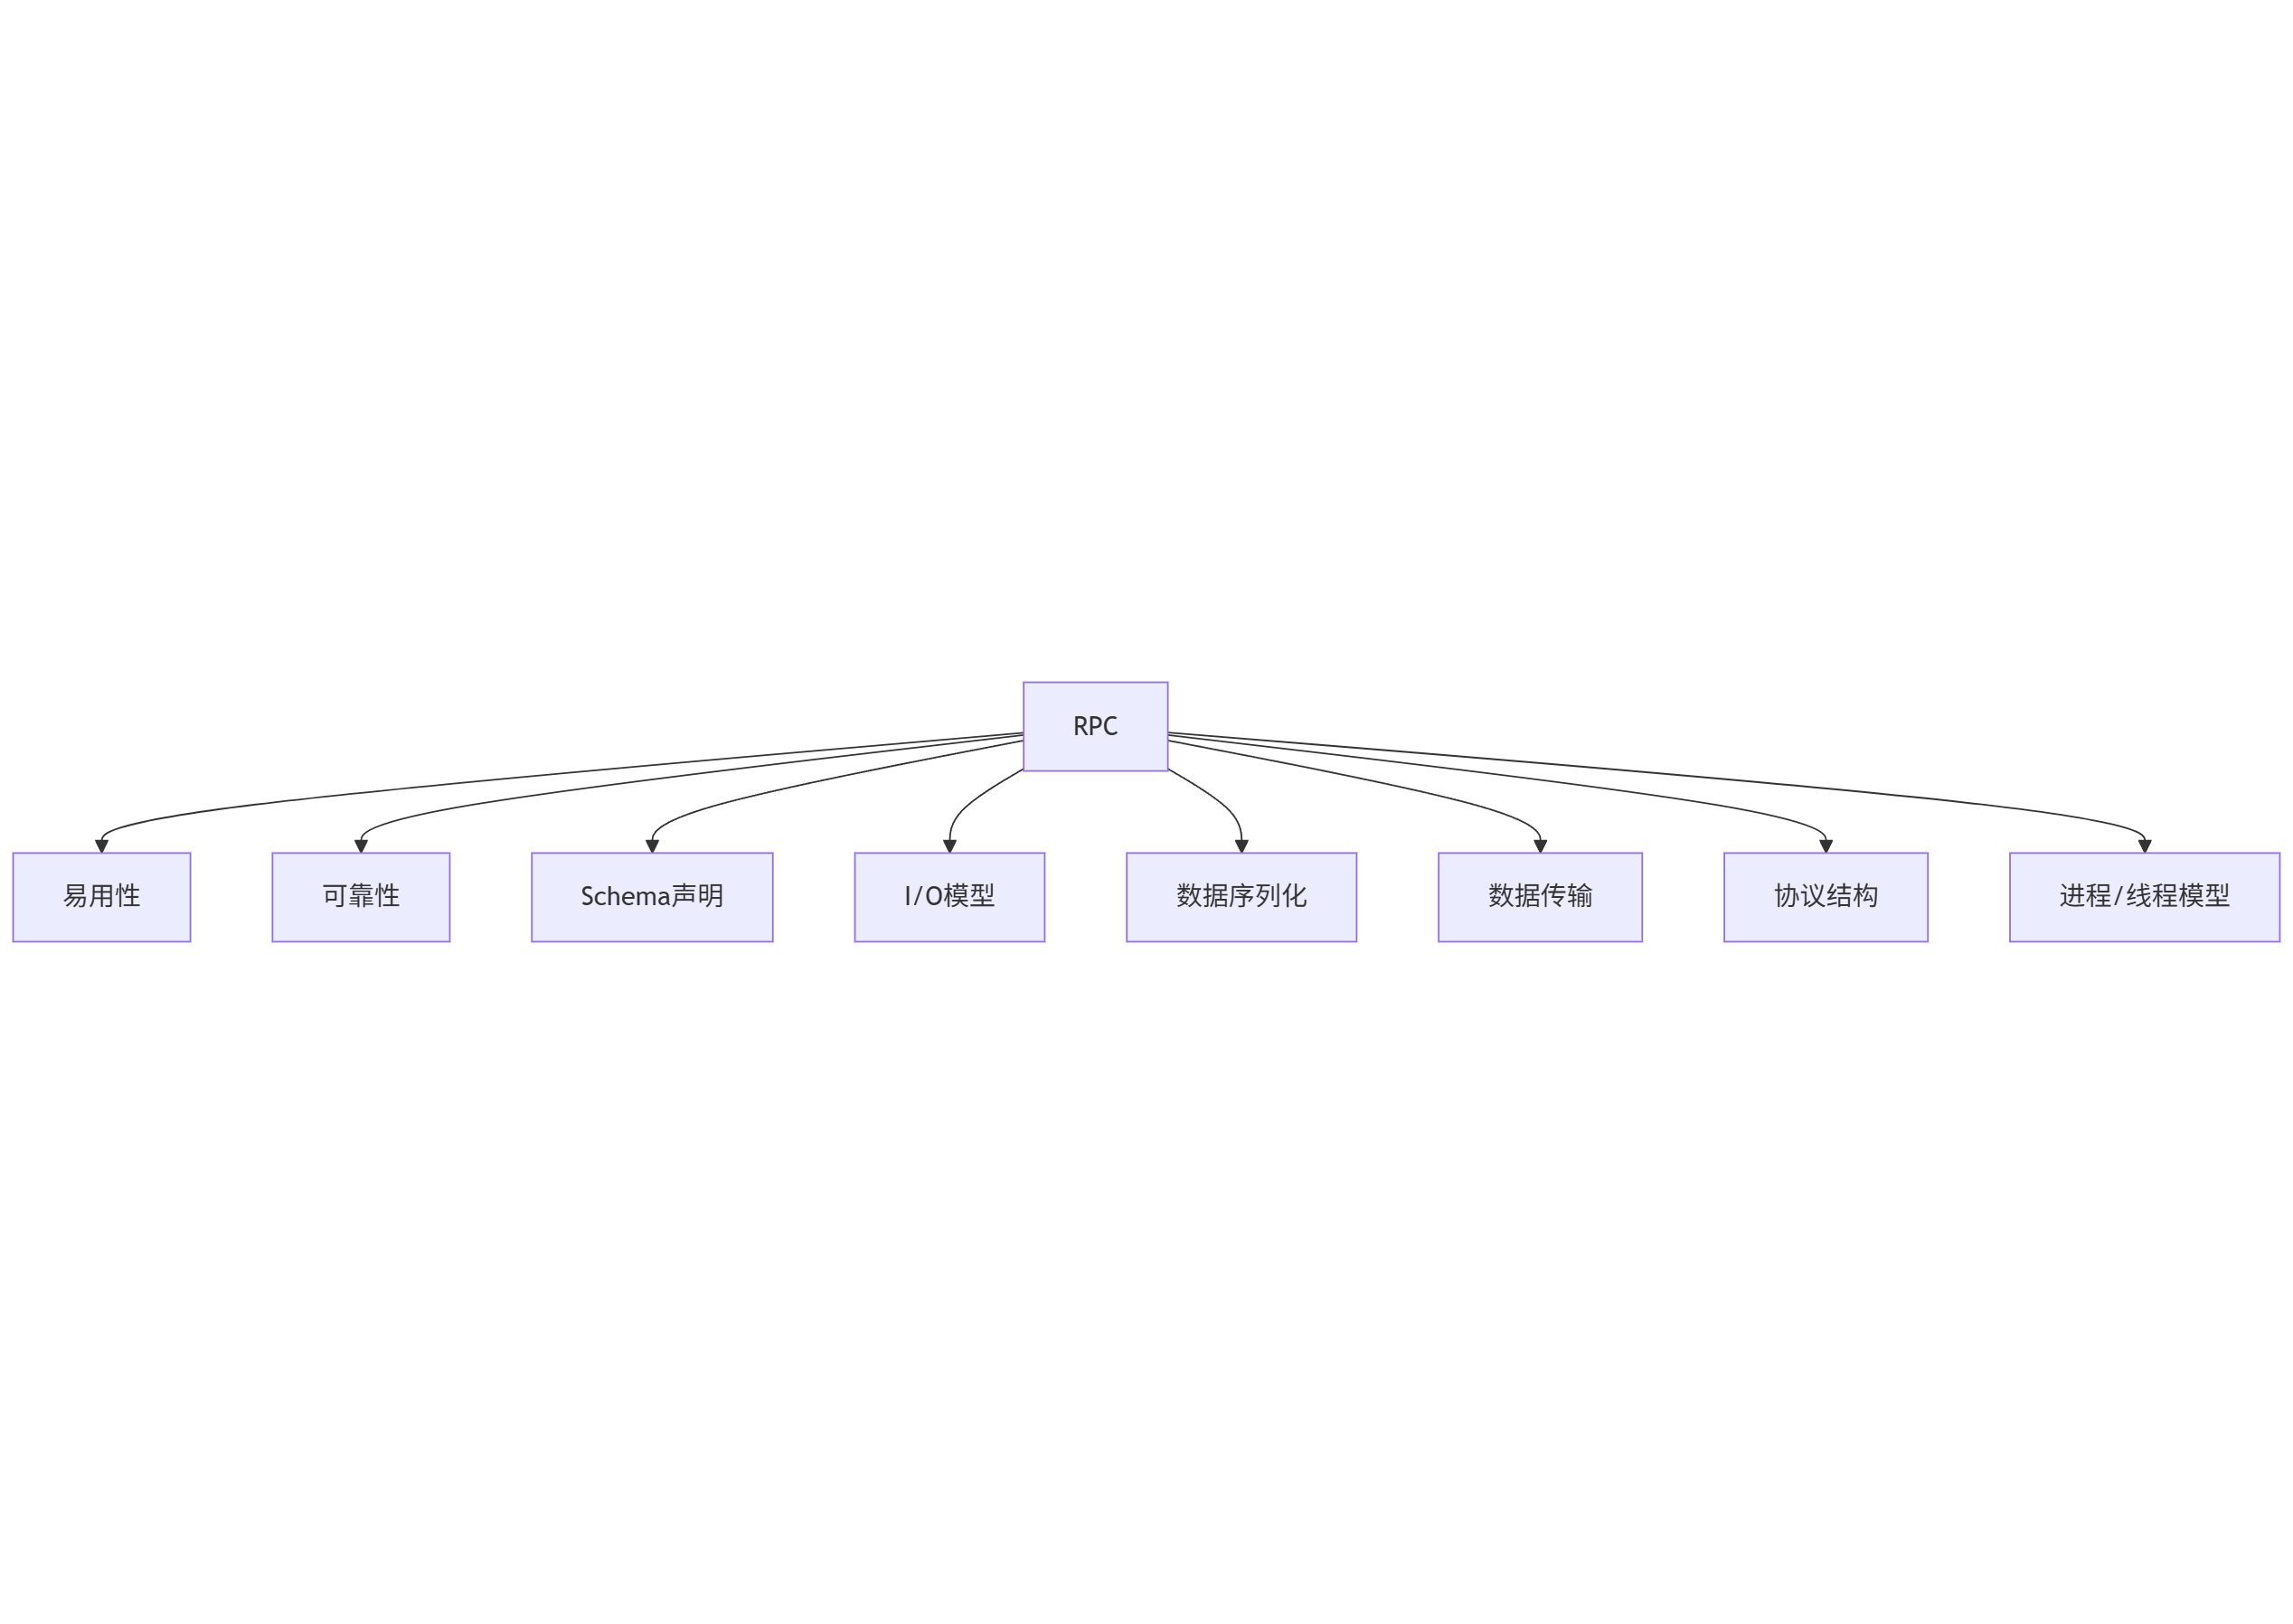 RPC
易用性
可靠性
Schema声明
I/O模型
数据序列化
数据传输
协议结构
进程/线程模型